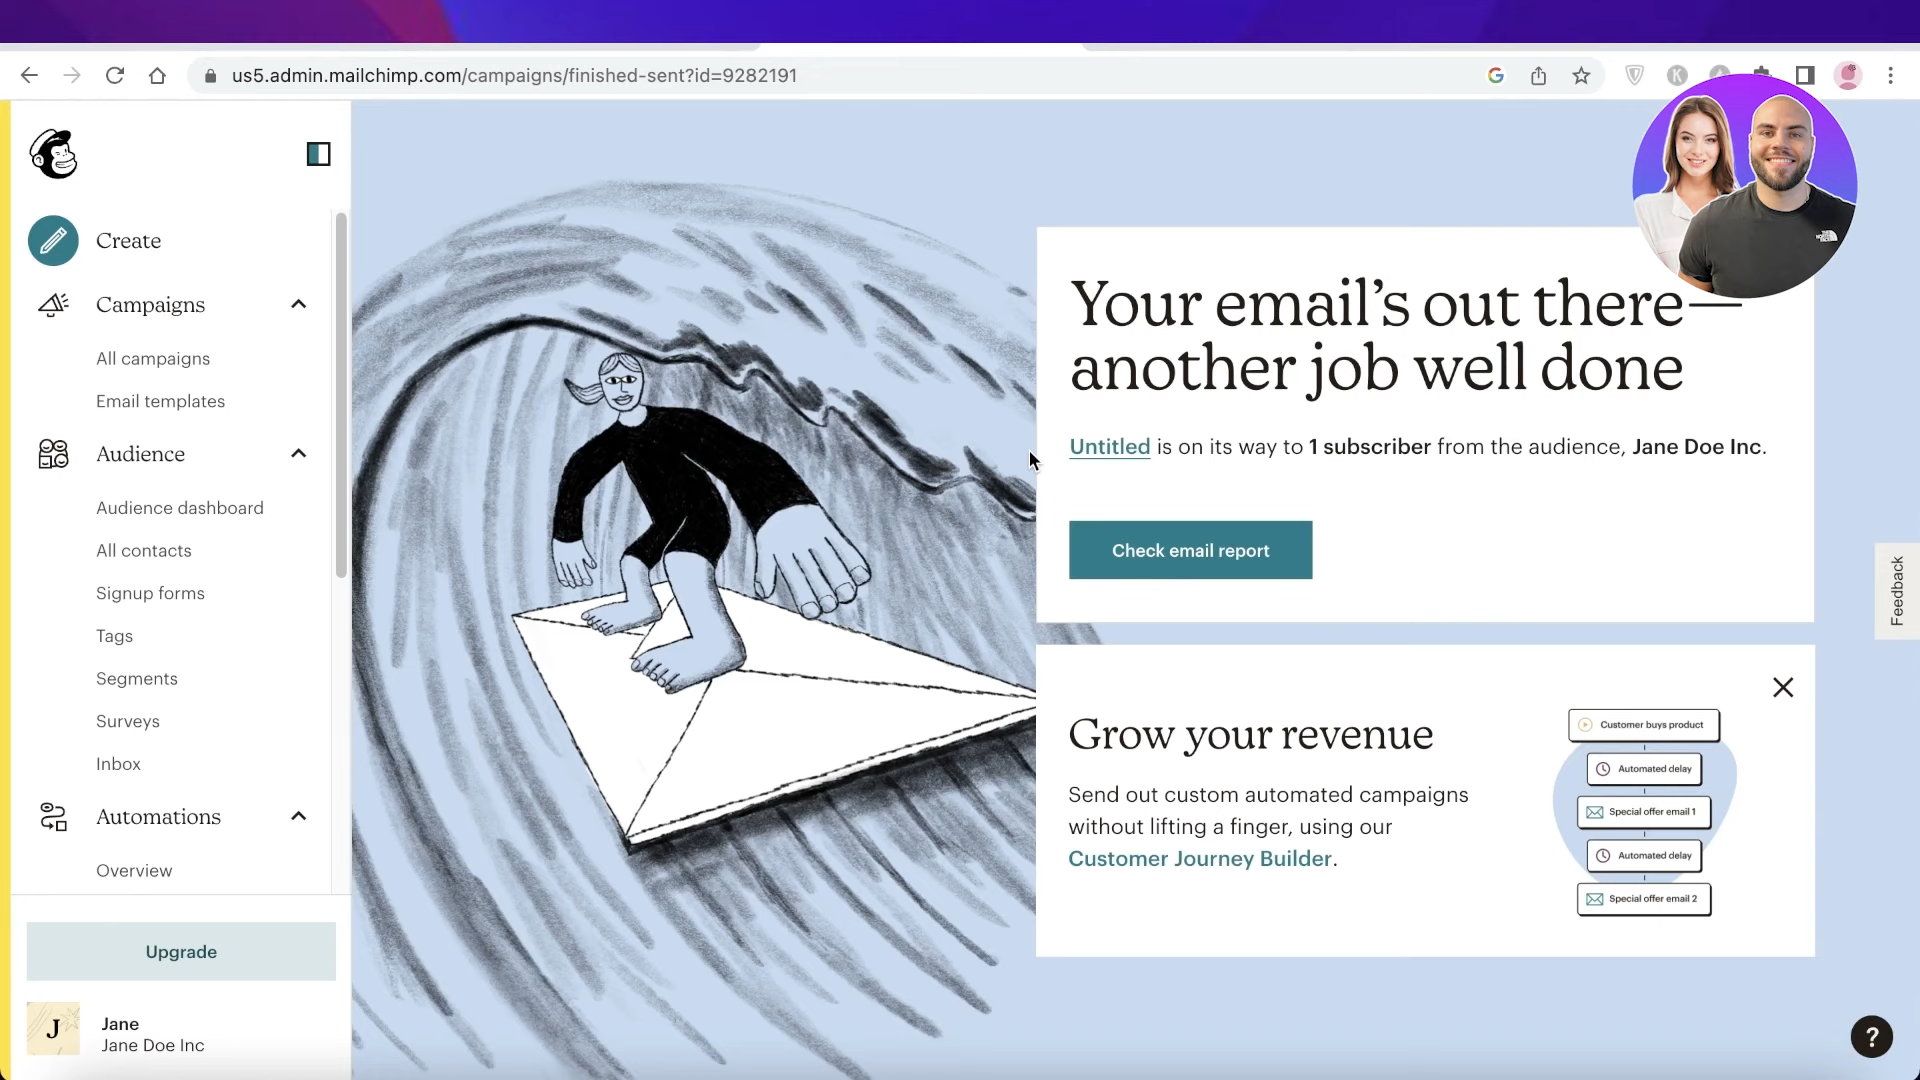 us5.admin.mailchimp.com/campaigns/finished-sent?id=9282191
Create
Campaigns
All campaigns
Email templates
Audience
Audience dashboard
All contacts
Signup forms
Tags
Segments
Surveys
Inbox
Automations
Overview
Upgrade
J
Jane
Jane Doe Inc
Your email’s out there—
another job well done
Untitled is on its way to 1 subscriber from the audience, Jane Doe Inc.
Check email report
Grow your revenue
Send out custom automated campaigns
without lifting a finger, using our
Customer Journey Builder.
Customer buys product
Automated delay
Special offer email 1
Automated delay
Special offer email 2
Feedback
?